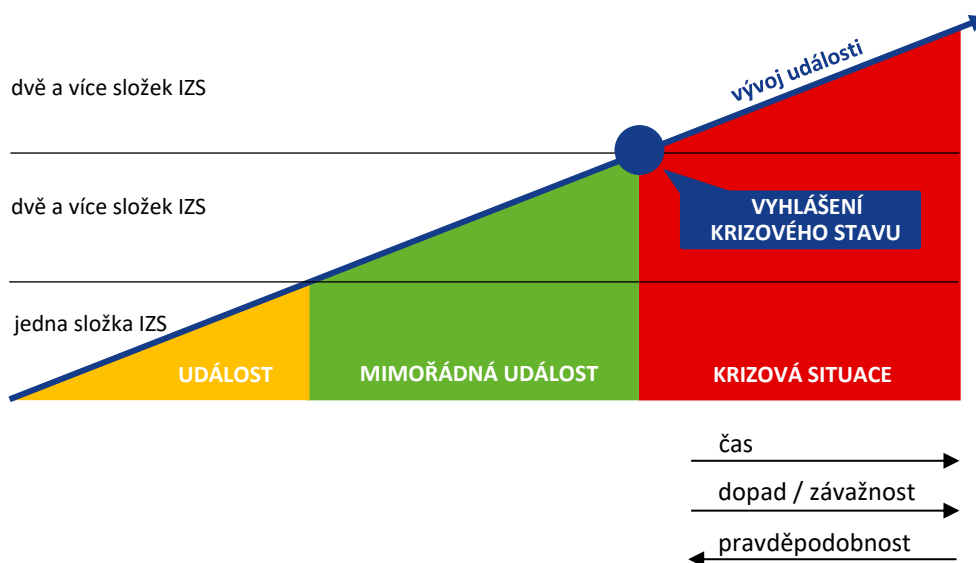 vývoj události
dvě a více složek IZS
dvě a více složek IZS
VYHLÁŠENÍ
KRIZOVÉHO STAVU
jedna složka IZS
UDÁLOST
MIMOŘÁDNÁ UDÁLOST
KRIZOVÁ SITUACE
čas
dopad / závažnost
pravděpodobnost